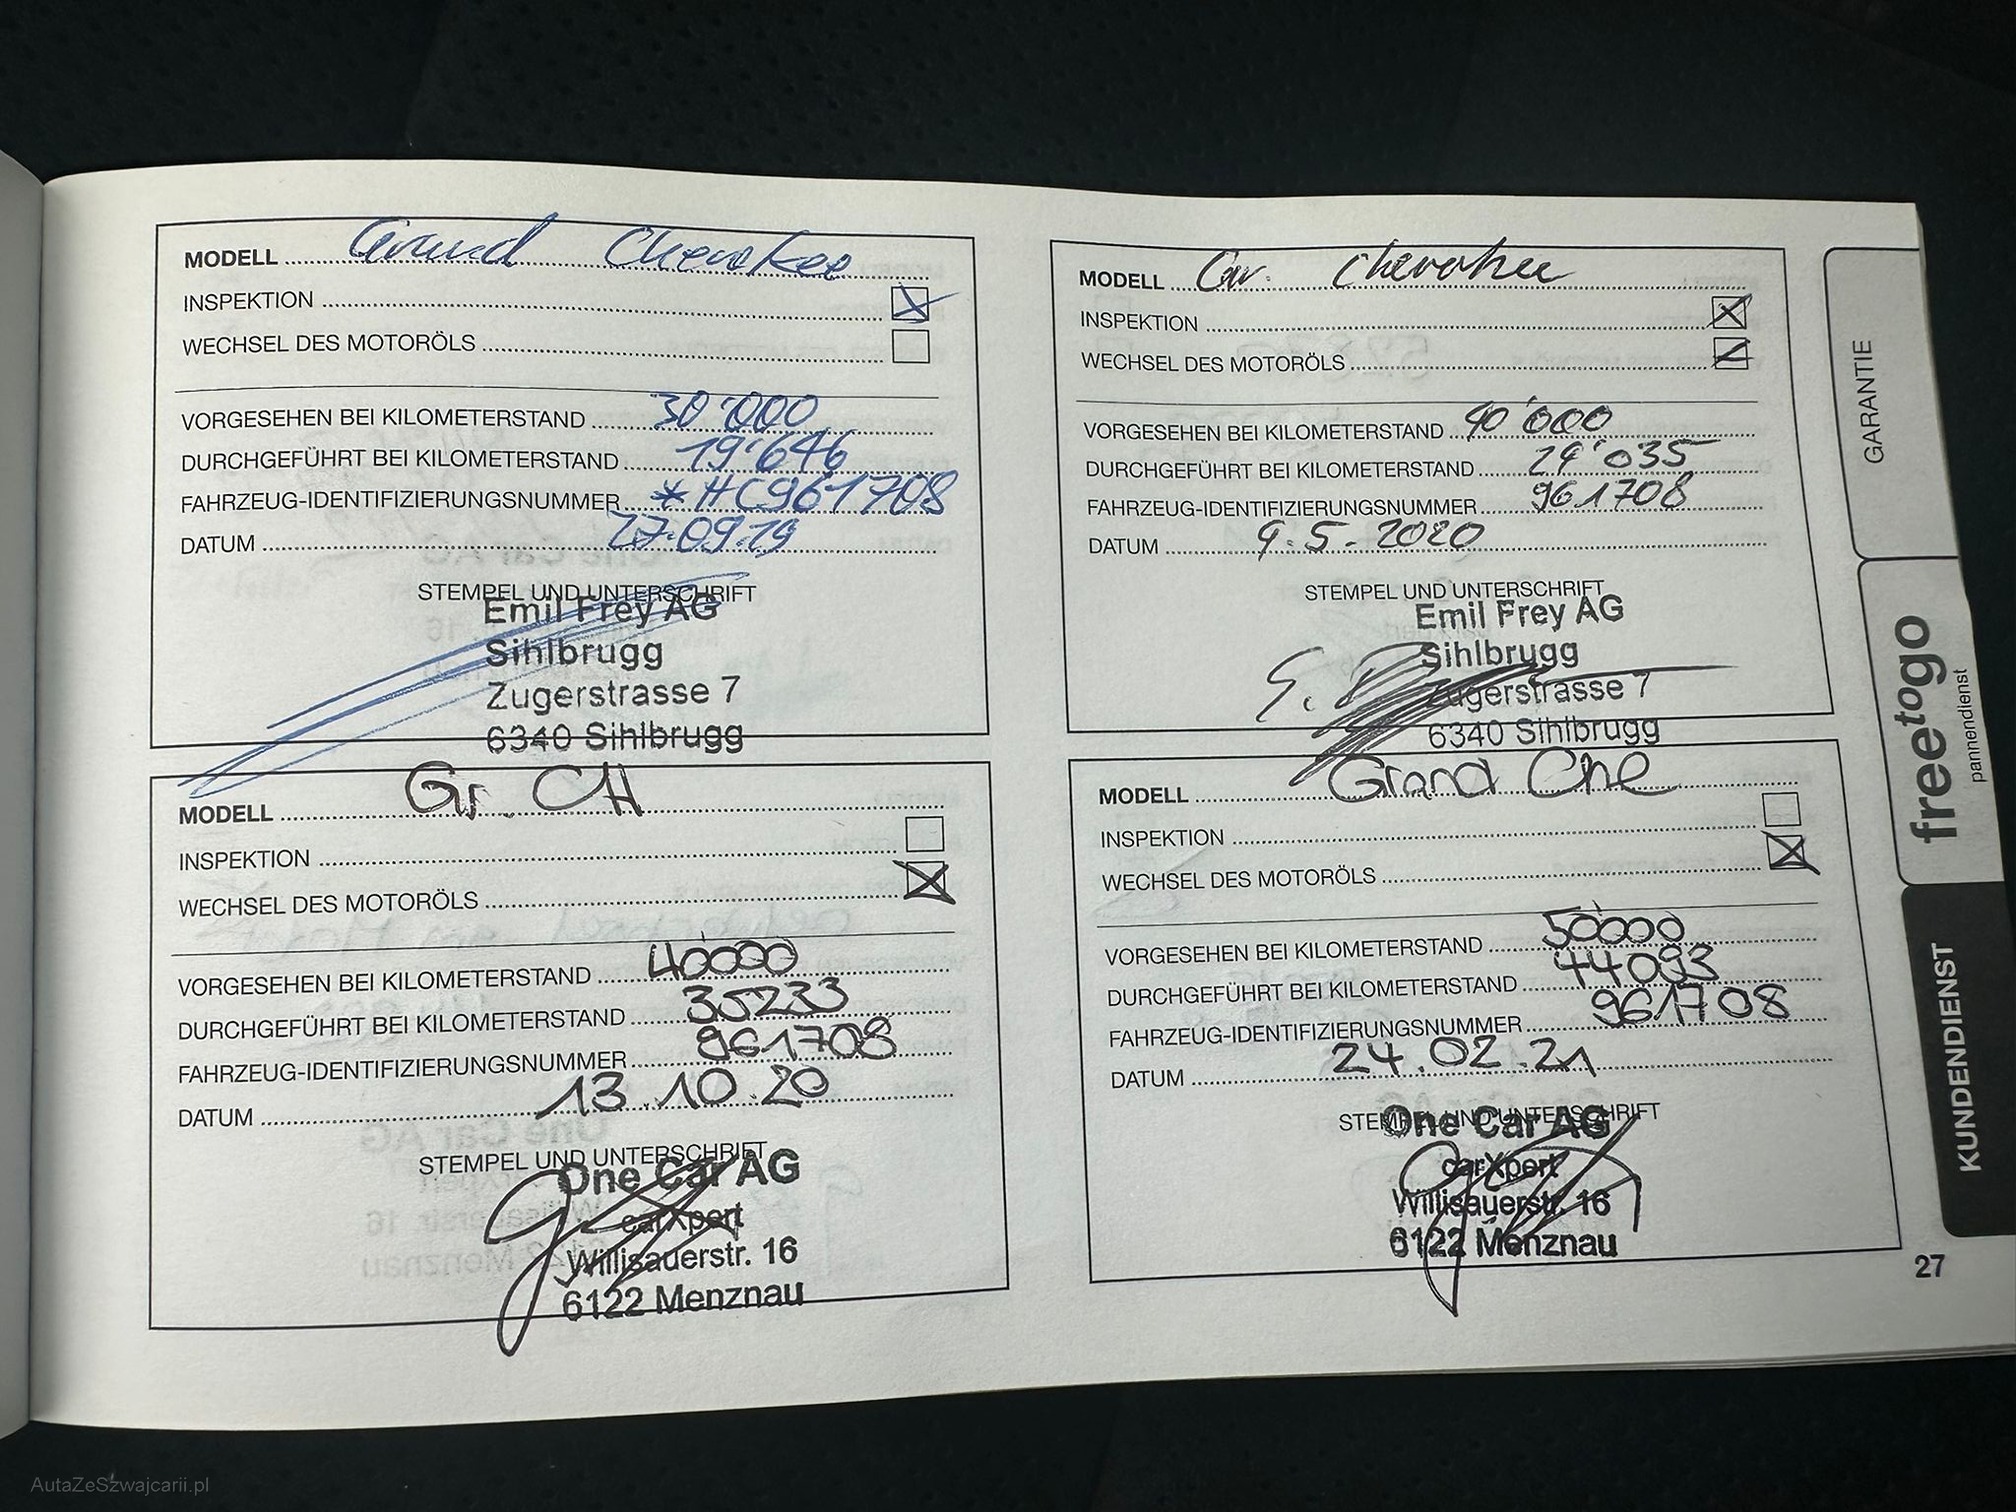 MODELL Grand Cherokee
INSPEKTION
WECHSEL DES MOTORÖLS
VORGESEHEN BEI KILOMETERSTAND 30'000
DURCHGEFÜHRT BEI KILOMETERSTAND 19'646
FAHRZEUG-IDENTIFIZIERUNGSNUMMER *HC961708
DATUM 27.09.19
STEMPEL UND UNTERSCHRIFT
Emil Frey AG
Sihlbrugg
Zugerstrasse 7
6340 Sihlbrugg
MODELL Gr. Cherokee
INSPEKTION
WECHSEL DES MOTORÖLS
VORGESEHEN BEI KILOMETERSTAND 40'000
DURCHGEFÜHRT BEI KILOMETERSTAND
FAHRZEUG-IDENTIFIZIERUNGSNUMMER 961708
DATUM 9.5.2020
STEMPEL UND UNTERSCHRIFT
Emil Frey AG
Sihlbrugg
Zugerstrasse 7
6340 Sihlbrugg
MODELL Gr. CH
INSPEKTION
WECHSEL DES MOTORÖLS
VORGESEHEN BEI KILOMETERSTAND 40000
DURCHGEFÜHRT BEI KILOMETERSTAND 35233
FAHRZEUG-IDENTIFIZIERUNGSNUMMER 961708
DATUM 13.10.20
STEMPEL UND UNTERSCHRIFT
One Car AG
carXpert
Willisauerstr. 16
6122 Menznau
MODELL Grand Che
INSPEKTION
WECHSEL DES MOTORÖLS
VORGESEHEN BEI KILOMETERSTAND 50000
DURCHGEFÜHRT BEI KILOMETERSTAND 44093
FAHRZEUG-IDENTIFIZIERUNGSNUMMER 961708
DATUM 24.02.21
STEMPEL UND UNTERSCHRIFT
One Car AG
carXpert
Willisauerstr. 16
6122 Menznau
GARANTIE
freetogo
pannendienst
KUNDENDIENST
27
AutaZeSzwajcarii.pl